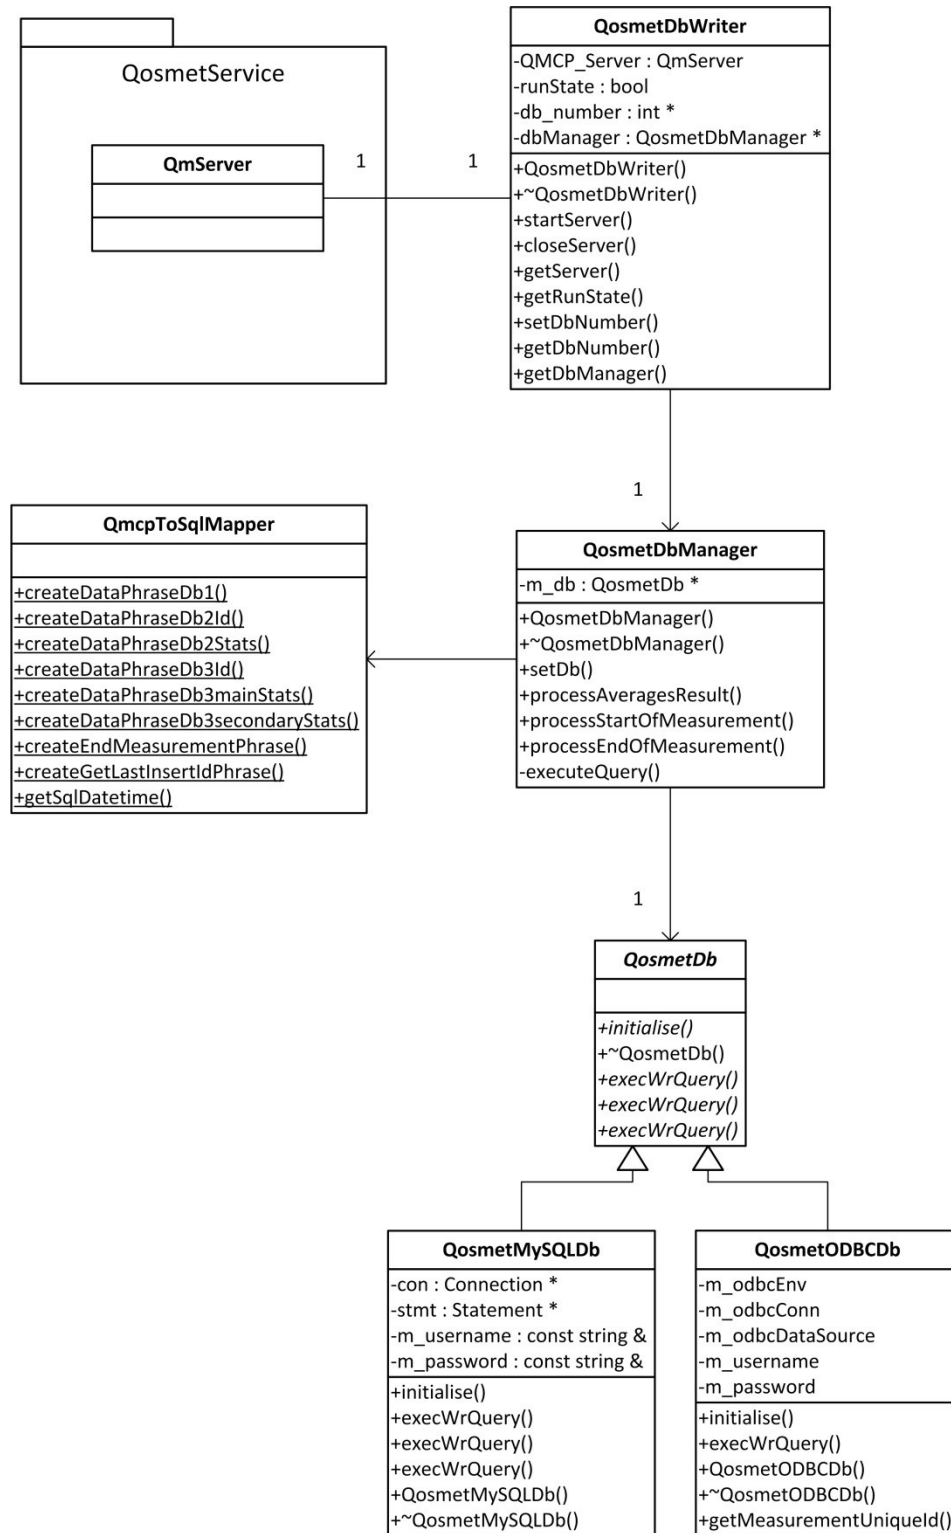 QosmetService
QmServer
1
1
QosmetDbWriter
-QMCP_Server : QmServer
-runState : bool
-db_number : int *
-dbManager : QosmetDbManager *
+QosmetDbWriter()
+~QosmetDbWriter()
+startServer()
+closeServer()
+getServer()
+getRunState()
+setDbNumber()
+getDbNumber()
+getDbManager()
1
QmcpToSqlMapper
+createDataPhraseDb1()
+createDataPhraseDb2Id()
+createDataPhraseDb2Stats()
+createDataPhraseDb3Id()
+createDataPhraseDb3mainStats()
+createDataPhraseDb3secondaryStats()
+createEndMeasurementPhrase()
+createGetLastInsertIdPhrase()
+getSqlDatetime()
QosmetDbManager
-m_db : QosmetDb *
+QosmetDbManager()
+~QosmetDbManager()
+setDb()
+processAveragesResult()
+processStartOfMeasurement()
+processEndOfMeasurement()
-executeQuery()
1
QosmetDb
+initialise()
+~QosmetDb()
+execWrQuery()
+execWrQuery()
+execWrQuery()
QosmetMySQLDb
-con : Connection *
-stmt : Statement *
-m_username : const string &
-m_password : const string &
+initialise()
+execWrQuery()
+execWrQuery()
+execWrQuery()
+QosmetMySQLDb()
+~QosmetMySQLDb()
QosmetODBCDb
-m_odbcEnv
-m_odbcConn
-m_odbcDataSource
-m_username
-m_password
+initialise()
+execWrQuery()
+QosmetODBCDb()
+~QosmetODBCDb()
+getMeasurementUniqueId()